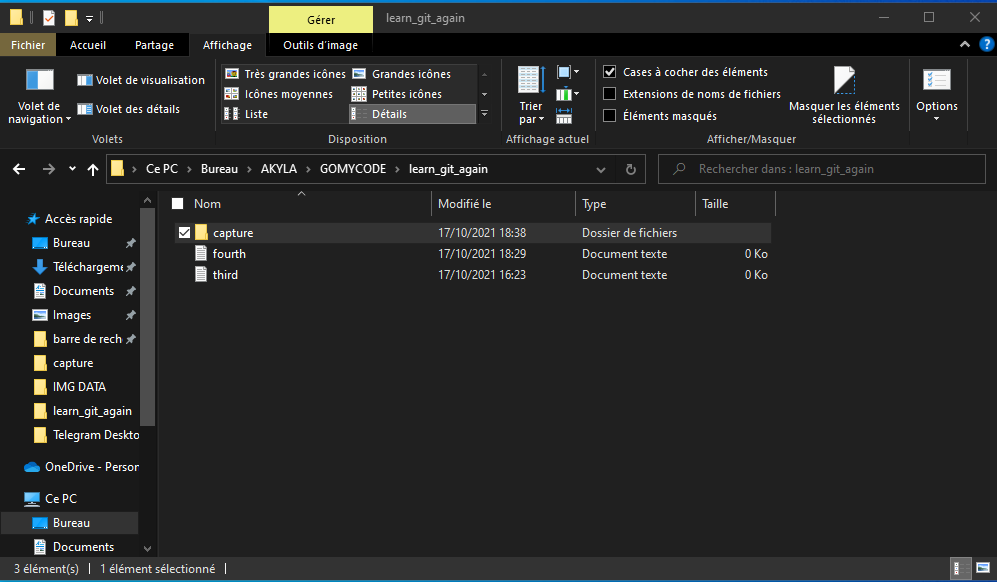 Gérer
learn_git_again
Fichier
Accueil
Partage
Affichage
Outils d'image
Volet de navigation
Volet de visualisation
Volet des détails
Volets
Très grandes icônes
Grandes icônes
Icônes moyennes
Petites icônes
Liste
Détails
Disposition
Trier par
Affichage actuel
Cases à cocher des éléments
Extensions de noms de fichiers
Éléments masqués
Masquer les éléments sélectionnés
Afficher/Masquer
Options
Ce PC > Bureau > AKYLA > GOMYCODE > learn_git_again
Rechercher dans : learn_git_again
Accès rapide
Bureau
Téléchargeme
Documents
Images
barre de rech
capture
IMG DATA
learn_git_again
Telegram Deskto
OneDrive - Person
Ce PC
Bureau
Documents
Nom Modifié le Type Taille
capture 17/10/2021 18:38 Dossier de fichiers
fourth 17/10/2021 18:29 Document texte 0 Ko
third 17/10/2021 16:23 Document texte 0 Ko
3 élément(s) | 1 élément sélectionné |